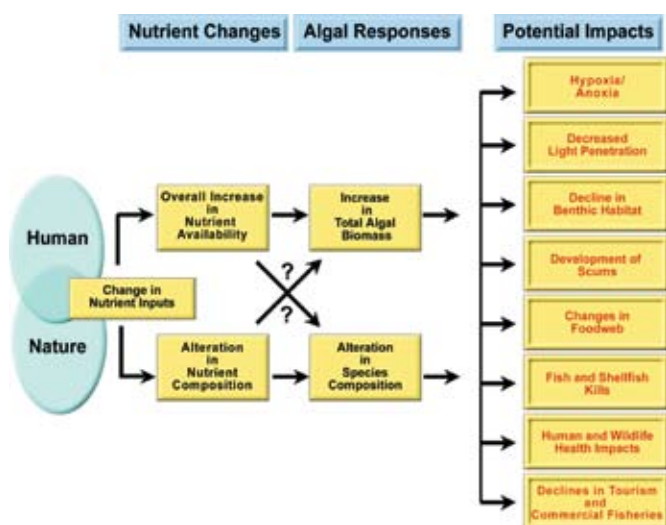 Nutrient Changes
Algal Responses
Potential Impacts
Human
Nature
Change in
Nutrient Inputs
Overall Increase
in
Nutrient
Availability
Alteration
in
Nutrient
Composition
?
?
Increase
in
Total Algal
Biomass
Alteration
in
Species
Composition
Hypoxia/
Anoxia
Decreased
Light Penetration
Decline in
Benthic Habitat
Development of
Scums
Changes in
Foodweb
Fish and Shellfish
Kills
Human and Wildlife
Health Impacts
Declines in Tourism
and
Commercial Fisheries